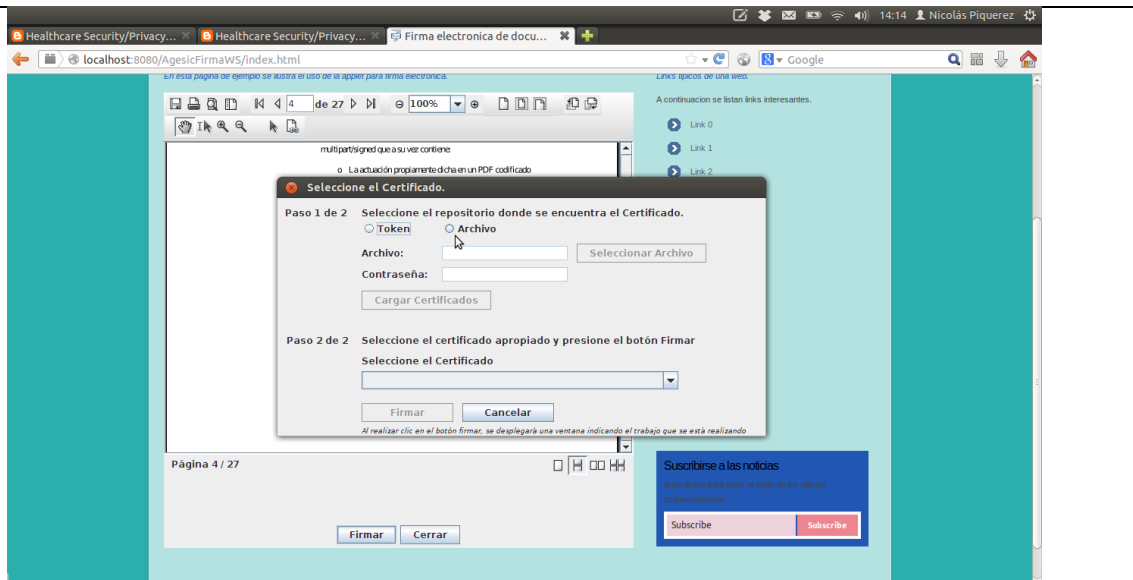 14:14 Nicolás Piquerez
Healthcare Security/Privacy... Healthcare Security/Privacy... Firma electronica de docu...
localhost:8080/AgesicFirmaWS/index.html Google
En esta pagina de ejemplo se ilustra el uso de la applet para firma electronica.
Links tipicos de una web.
4 de 27 100%
A continuacion se listan links interesantes.
Link 0
Link 1
Link 2
multipart/signed que a su vez contiene:
o La actuación propiamente dicha en un PDF codificado
Seleccione el Certificado.
Paso 1 de 2 Seleccione el repositorio donde se encuentra el Certificado.
Token Archivo
Archivo: Seleccionar Archivo
Contraseña:
Cargar Certificados
Paso 2 de 2 Seleccione el certificado apropiado y presione el botón Firmar
Seleccione el Certificado
Firmar Cancelar
Al realizar clic en el botón firmar, se desplegará una ventana indicando el trabajo que se está realizando
Página 4 / 27
Firmar Cerrar
Suscribirse a las noticias
Subscribe Subscribe